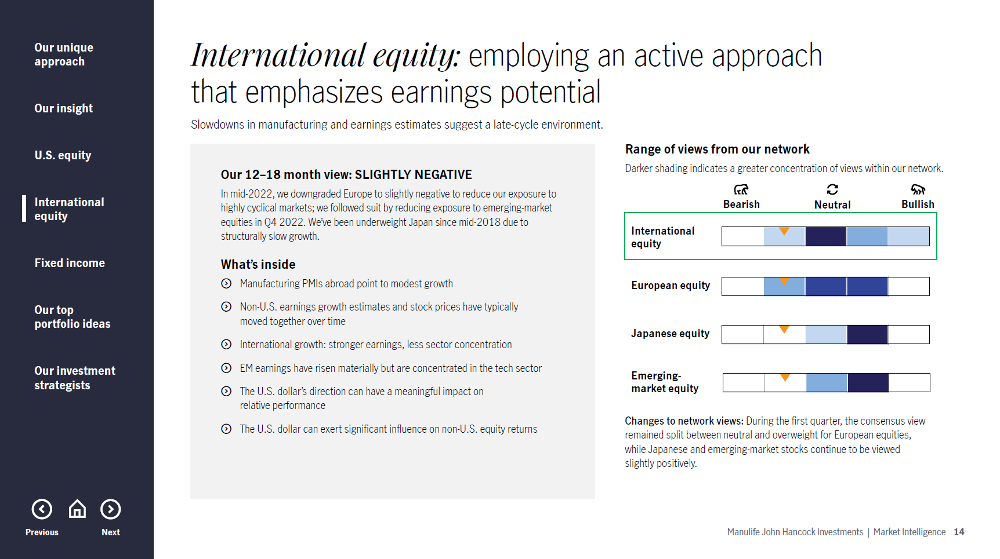 Our unique
approach
Our insight
U.S. equity
International
equity
Fixed income
Our top
portfolio ideas
Our investment
strategists
Previous
Next
International equity: employing an active approach
that emphasizes earnings potential
Slowdowns in manufacturing and earnings estimates suggest a late-cycle environment.
Our 12–18 month view: SLIGHTLY NEGATIVE
In mid-2022, we downgraded Europe to slightly negative to reduce our exposure to
highly cyclical markets; we followed suit by reducing exposure to emerging-market
equities in Q4 2022. We’ve been underweight Japan since mid-2018 due to
structurally slow growth.
What’s inside
Manufacturing PMIs abroad point to modest growth
Non-U.S. earnings growth estimates and stock prices have typically
moved together over time
International growth: stronger earnings, less sector concentration
EM earnings have risen materially but are concentrated in the tech sector
The U.S. dollar’s direction can have a meaningful impact on
relative performance
The U.S. dollar can exert significant influence on non-U.S. equity returns
Range of views from our network
Darker shading indicates a greater concentration of views within our network.
Bearish Neutral Bullish
International
equity
European equity
Japanese equity
Emerging-
market equity
Changes to network views: During the first quarter, the consensus view
remained split between neutral and overweight for European equities,
while Japanese and emerging-market stocks continue to be viewed
slightly positively.
Manulife John Hancock Investments | Market Intelligence 14